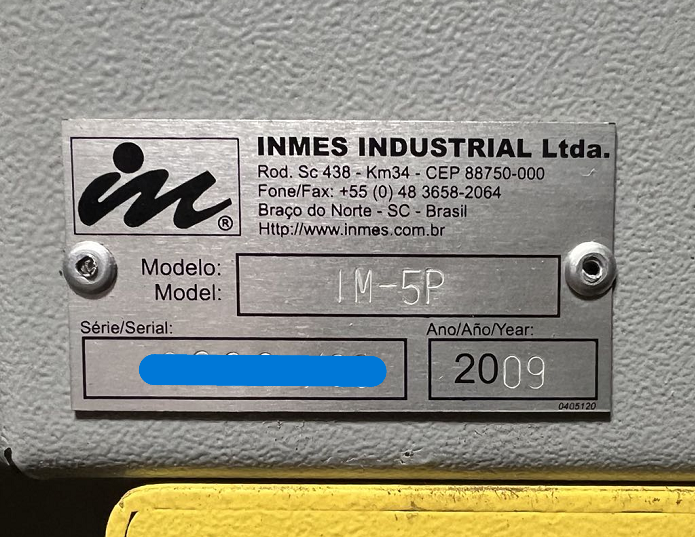 INMES INDUSTRIAL Ltda.
Rod. Sc 438 - Km34 - CEP 88750-000
Fone/Fax: +55 (0) 48 3658-2064
Braço do Norte - SC - Brasil
Http://www.inmes.com.br
im®
Modelo:
Model:
IM-5P
Série/Serial:
Ano/Año/Year:
2009
0405120